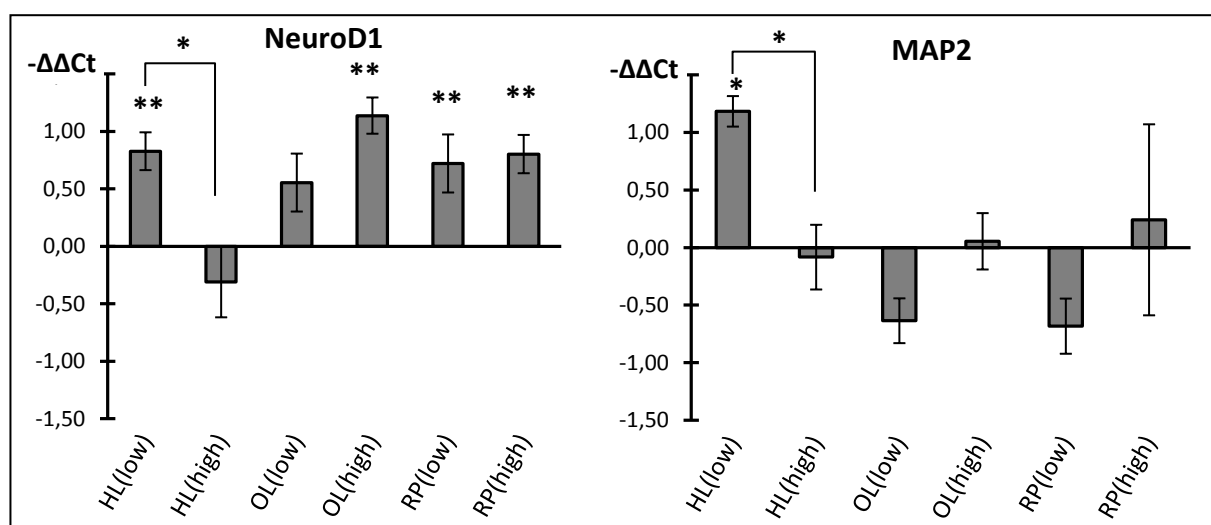 NeuroD1
-ΔΔCt
*
** ** ** **
1,00
0,50
0,00
-0,50
-1,00
-1,50
HL(low)
HL(high)
OL(low)
OL(high)
RP(low)
RP(high)
MAP2
-ΔΔCt
*
*
1,00
0,50
0,00
-0,50
-1,00
-1,50
HL(low)
HL(high)
OL(low)
OL(high)
RP(low)
RP(high)